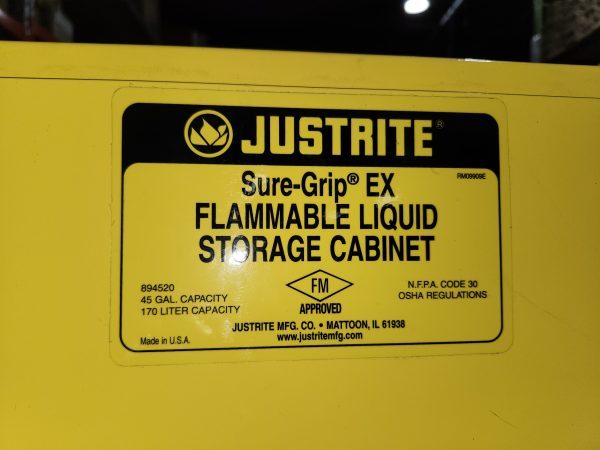 JUSTRITE®
RM09909E
Sure-Grip® EX
FLAMMABLE LIQUID
STORAGE CABINET
894520
45 GAL. CAPACITY
170 LITER CAPACITY
FM
APPROVED
N.F.P.A. CODE 30
OSHA REGULATIONS
JUSTRITE MFG. CO. • MATTOON, IL 61938
www.justritemfg.com
Made in U.S.A.